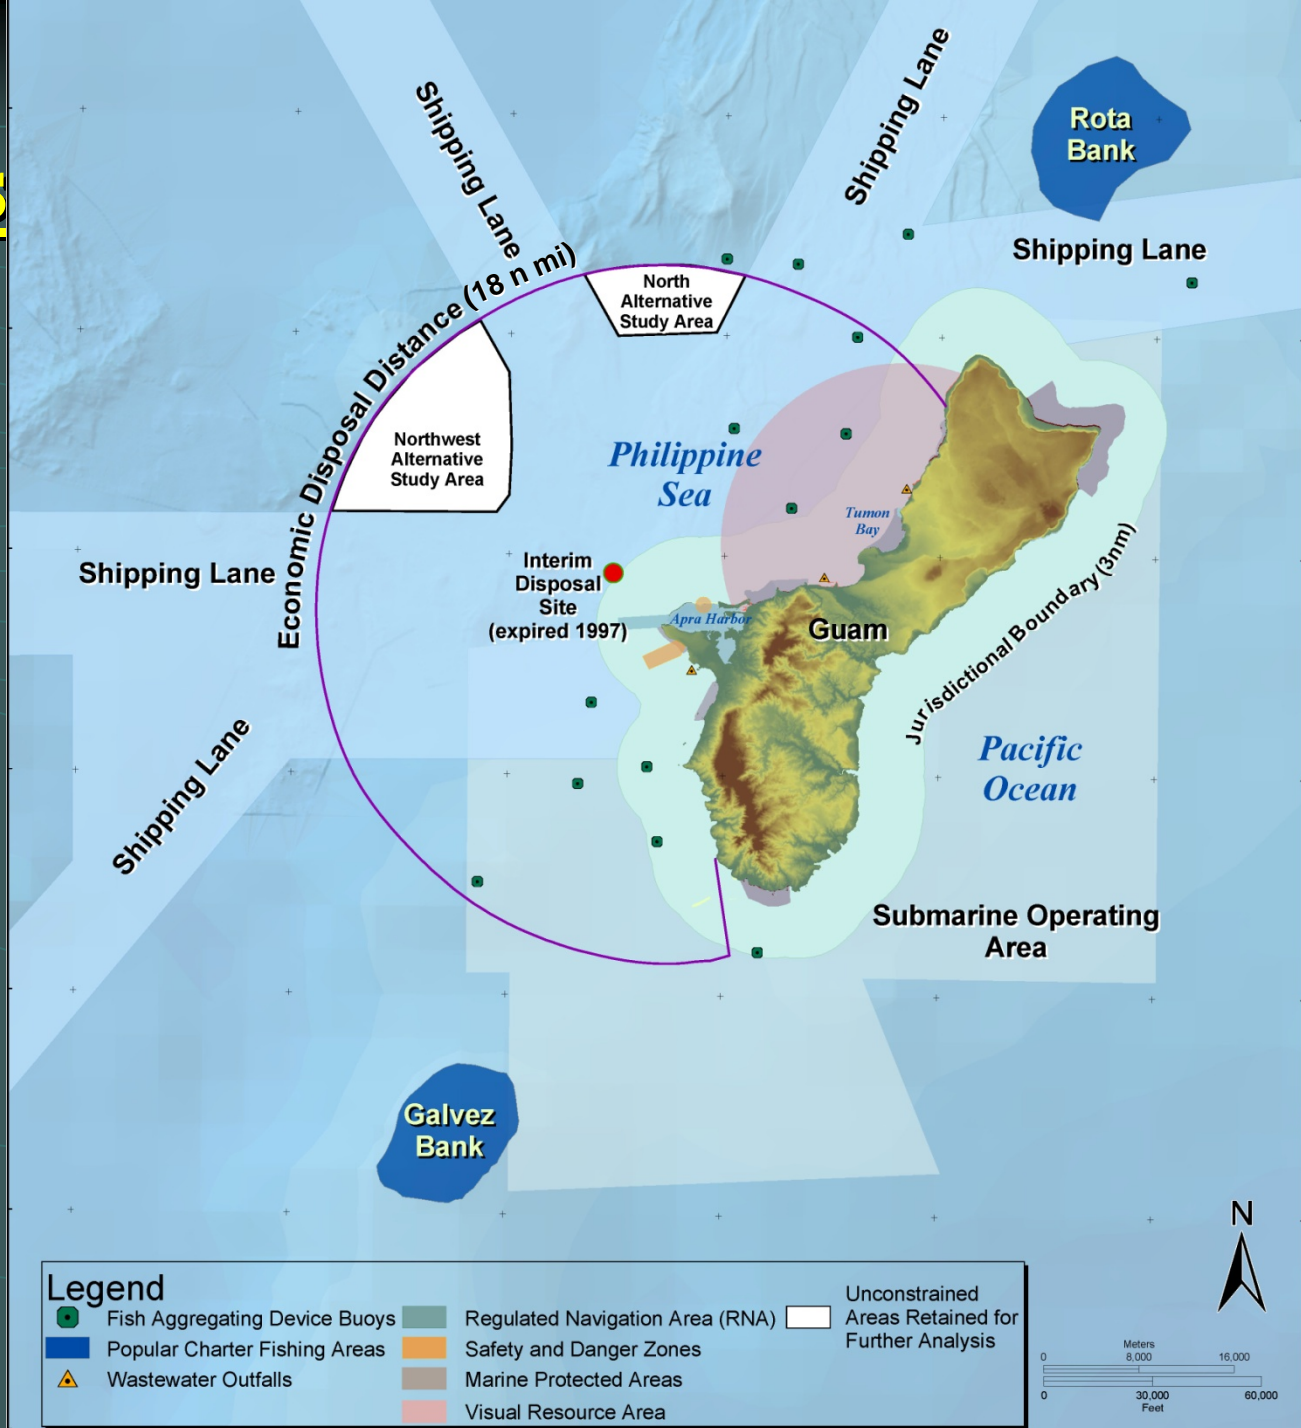 Shipping Lane
Shipping Lane
Rota
Bank
Shipping Lane
Economic Disposal Distance (18 n mi)
North
Alternative
Study Area
Northwest
Alternative
Study Area
Philippine
Sea
Tumon
Bay
Shipping Lane
Interim
Disposal
Site
(expired 1997)
Apra Harbor
Guam
Jurisdictional Boundary (3nm)
Shipping Lane
Pacific
Ocean
Submarine Operating
Area
Galvez
Bank
N
Legend
Fish Aggregating Device Buoys
Popular Charter Fishing Areas
Wastewater Outfalls
Regulated Navigation Area (RNA)
Safety and Danger Zones
Marine Protected Areas
Visual Resource Area
Unconstrained
Areas Retained for
Further Analysis
Meters
0 8,000 16,000
0 30,000 60,000
Feet